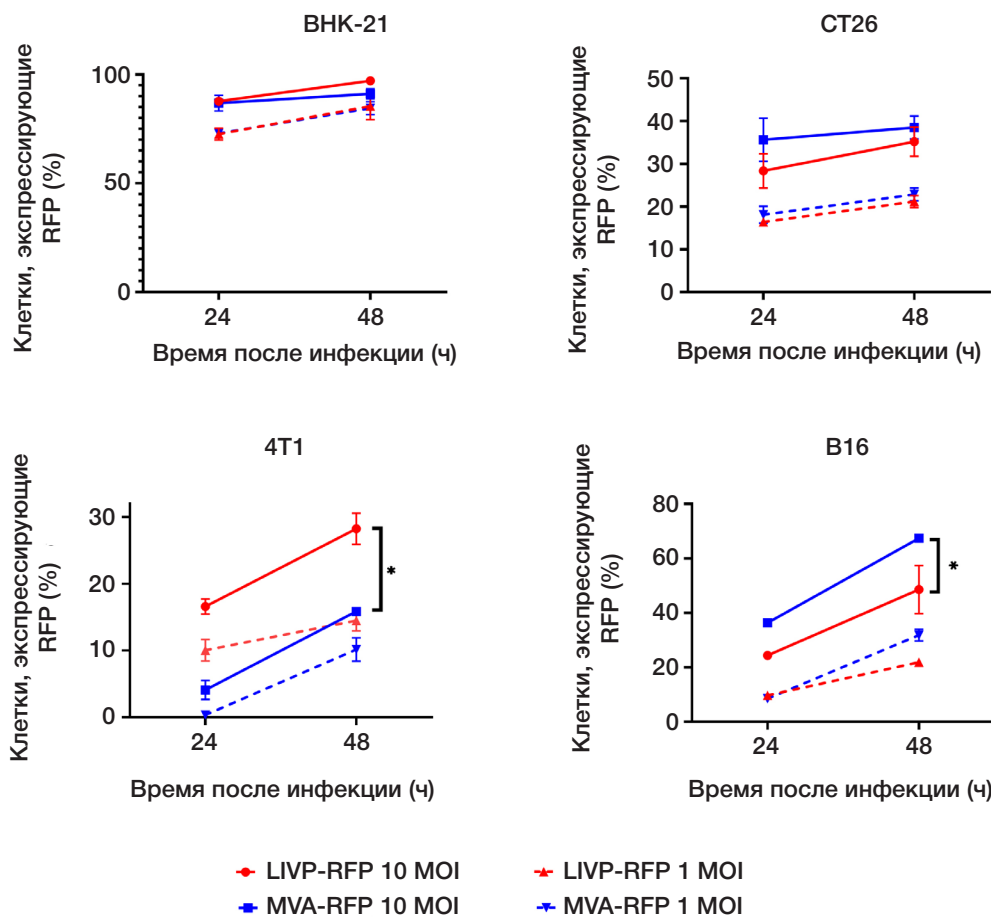 BHK-21
Клетки, экспрессирующие
RFP (%)
100
50
0
24
48
Время после инфекции (ч)
CT26
Клетки, экспрессирующие
RFP (%)
50
40
30
20
10
0
24
48
Время после инфекции (ч)
4T1
Клетки, экспрессирующие
RFP (%)
30
20
10
0
24
48
*
Время после инфекции (ч)
B16
Клетки, экспрессирующие
RFP (%)
80
60
40
20
0
24
48
*
Время после инфекции (ч)
LIVP-RFP 10 MOI
LIVP-RFP 1 MOI
MVA-RFP 10 MOI
MVA-RFP 1 MOI